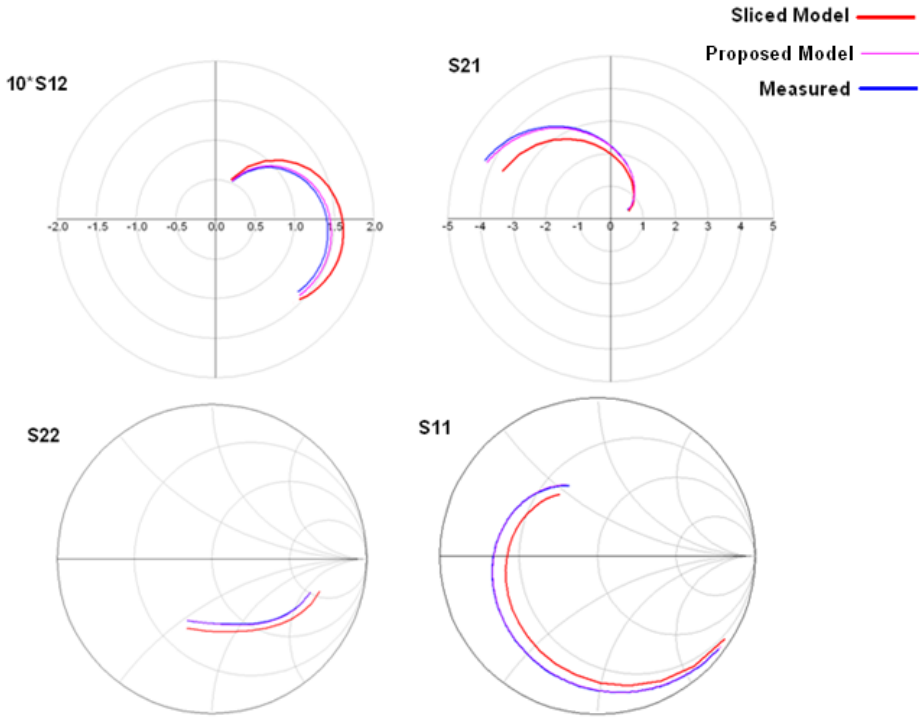 Sliced Model
Proposed Model
Measured
10*S12
-2.0 -1.5 -1.0 -0.5 0.0 0.5 1.0 1.5 2.0
S21
-5 -4 -3 -2 -1 0 1 2 3 4 5
S22
S11